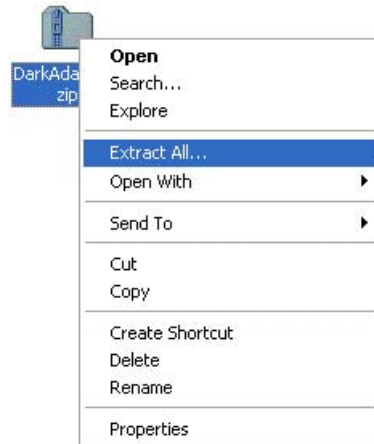 DarkAda
zip
Open
Search...
Explore
Extract All...
Open With
Send To
Cut
Copy
Create Shortcut
Delete
Rename
Properties